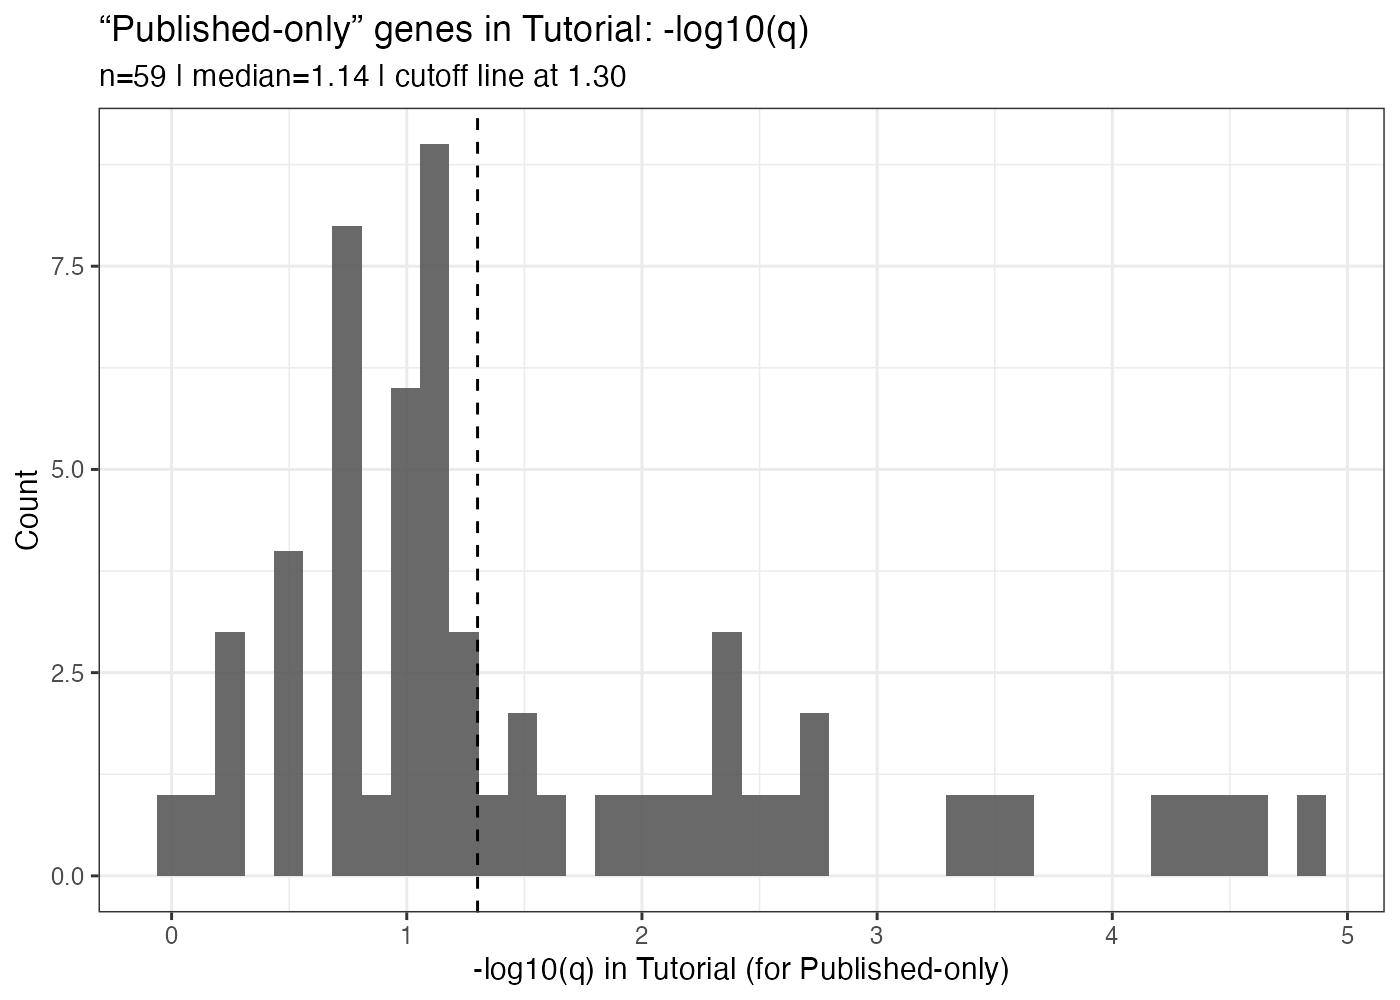 “Published-only” genes in Tutorial: -log10(q)
n=59 | median=1.14 | cutoff line at 1.30
7.5
5.0
2.5
0.0
Count
0 1 2 3 4 5
-log10(q) in Tutorial (for Published-only)